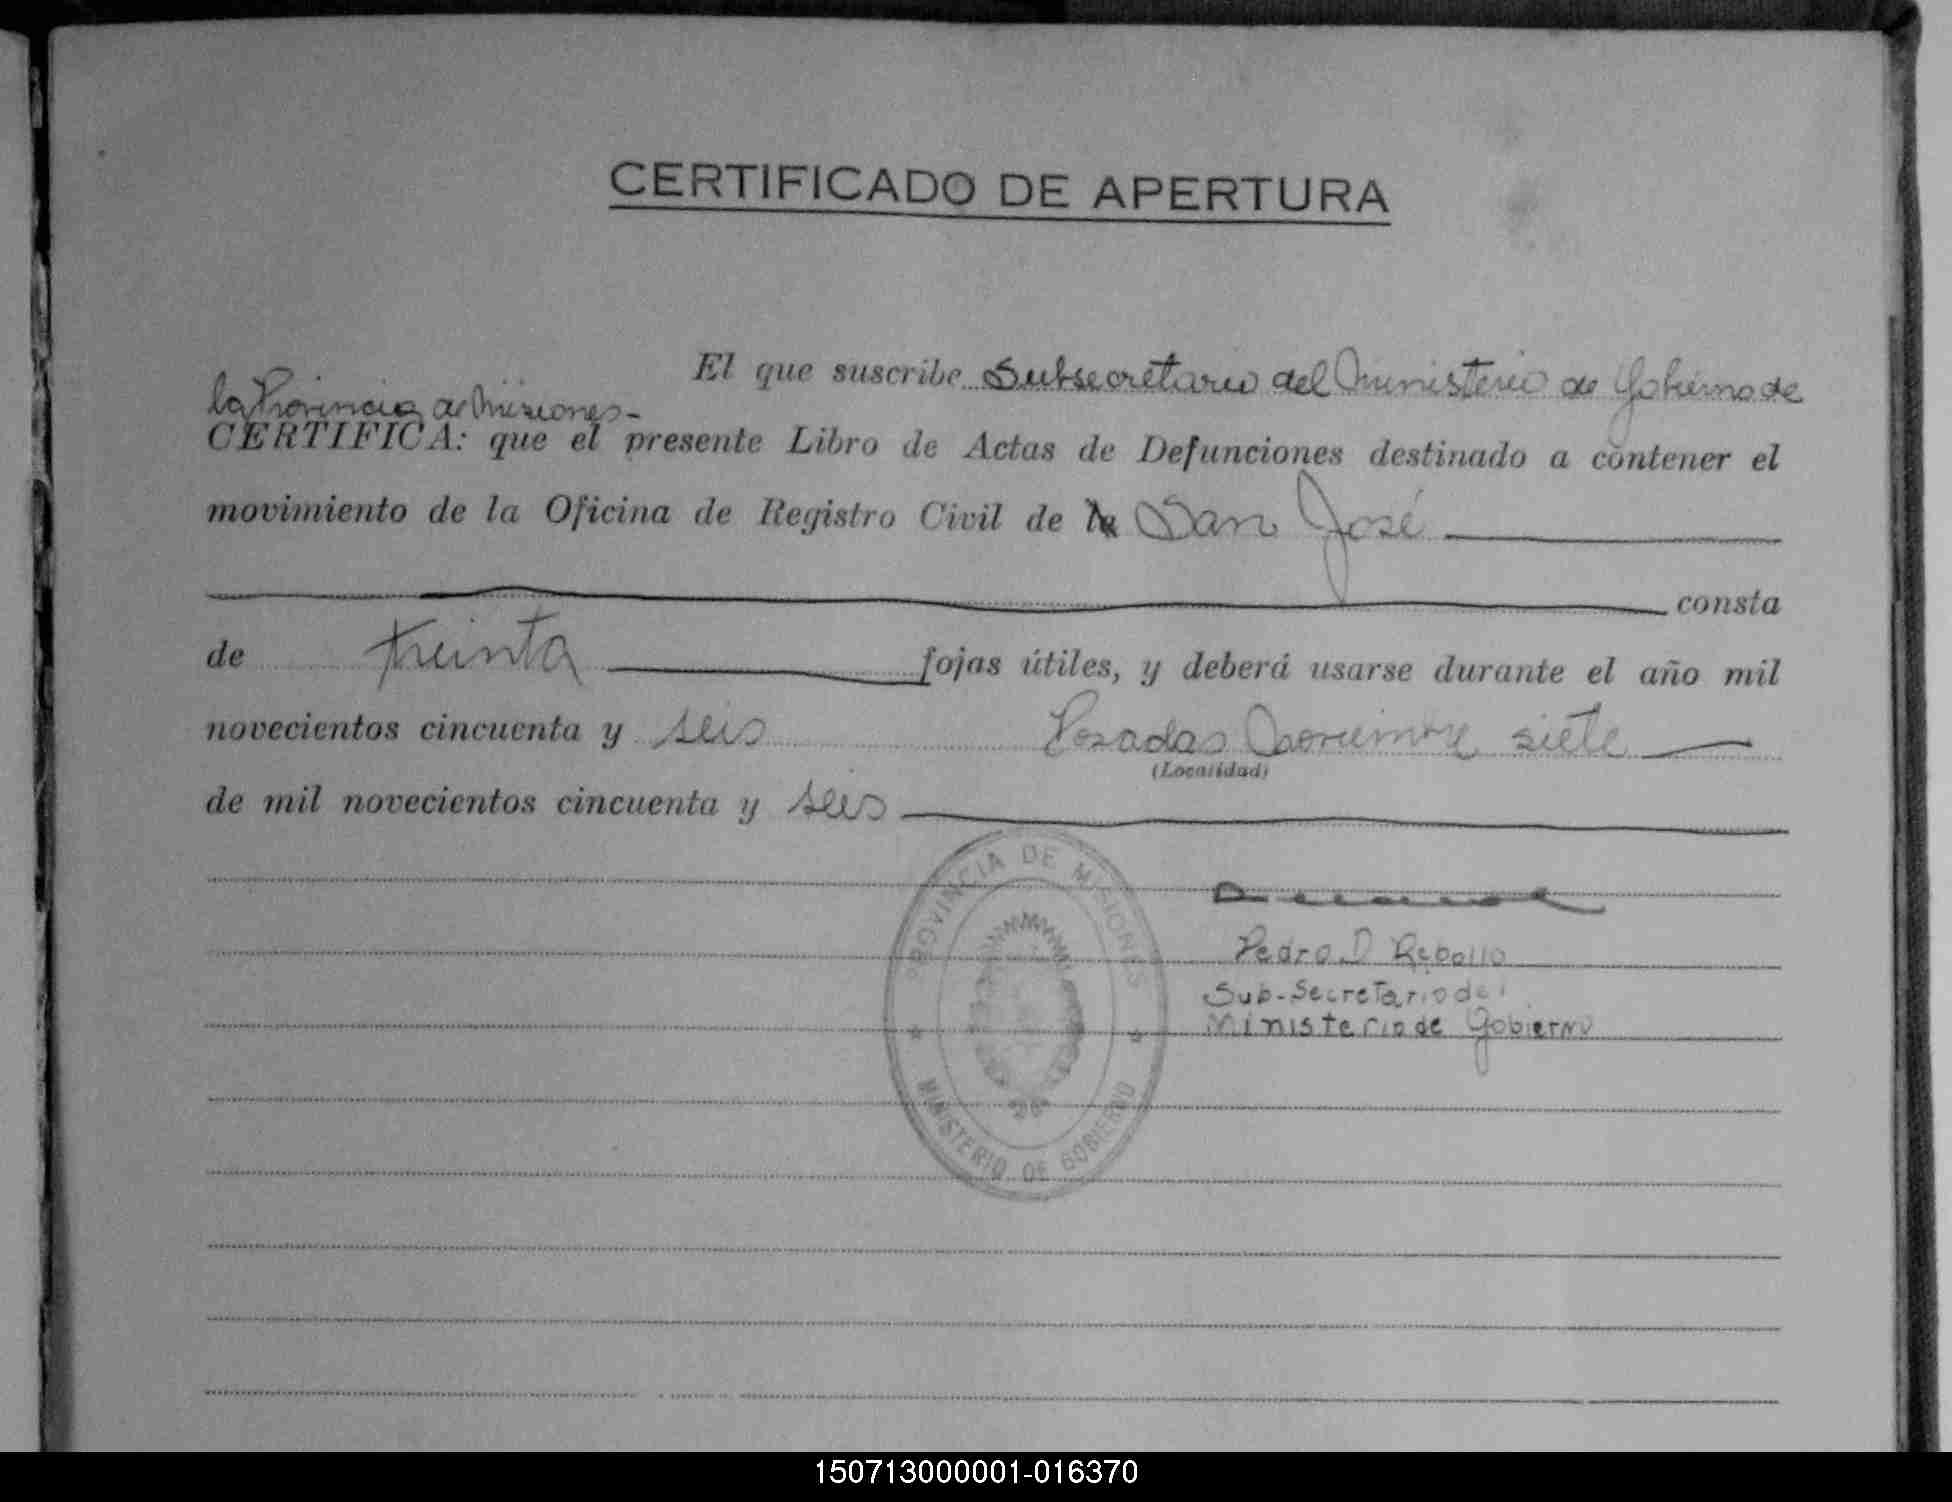 CERTIFICADO DE APERTURA
El que suscribe Subsecretario del Ministerio de Gobierno de
la Provincia de Misiones.-
CERTIFICA: que el presente Libro de Actas de Defunciones destinado a contener el
movimiento de la Oficina de Registro Civil de la San José
consta
de treinta fojas útiles, y deberá usarse durante el año mil
novecientos cincuenta y seis Posadas Noviembre siete
(Localidad)
de mil novecientos cincuenta y seis
PROVINCIA DE MISIONES
MINISTERIO DE GOBIERNO
Pedro D Rebollo
Sub-Secretario del
Ministerio de Gobierno
150713000001-016370